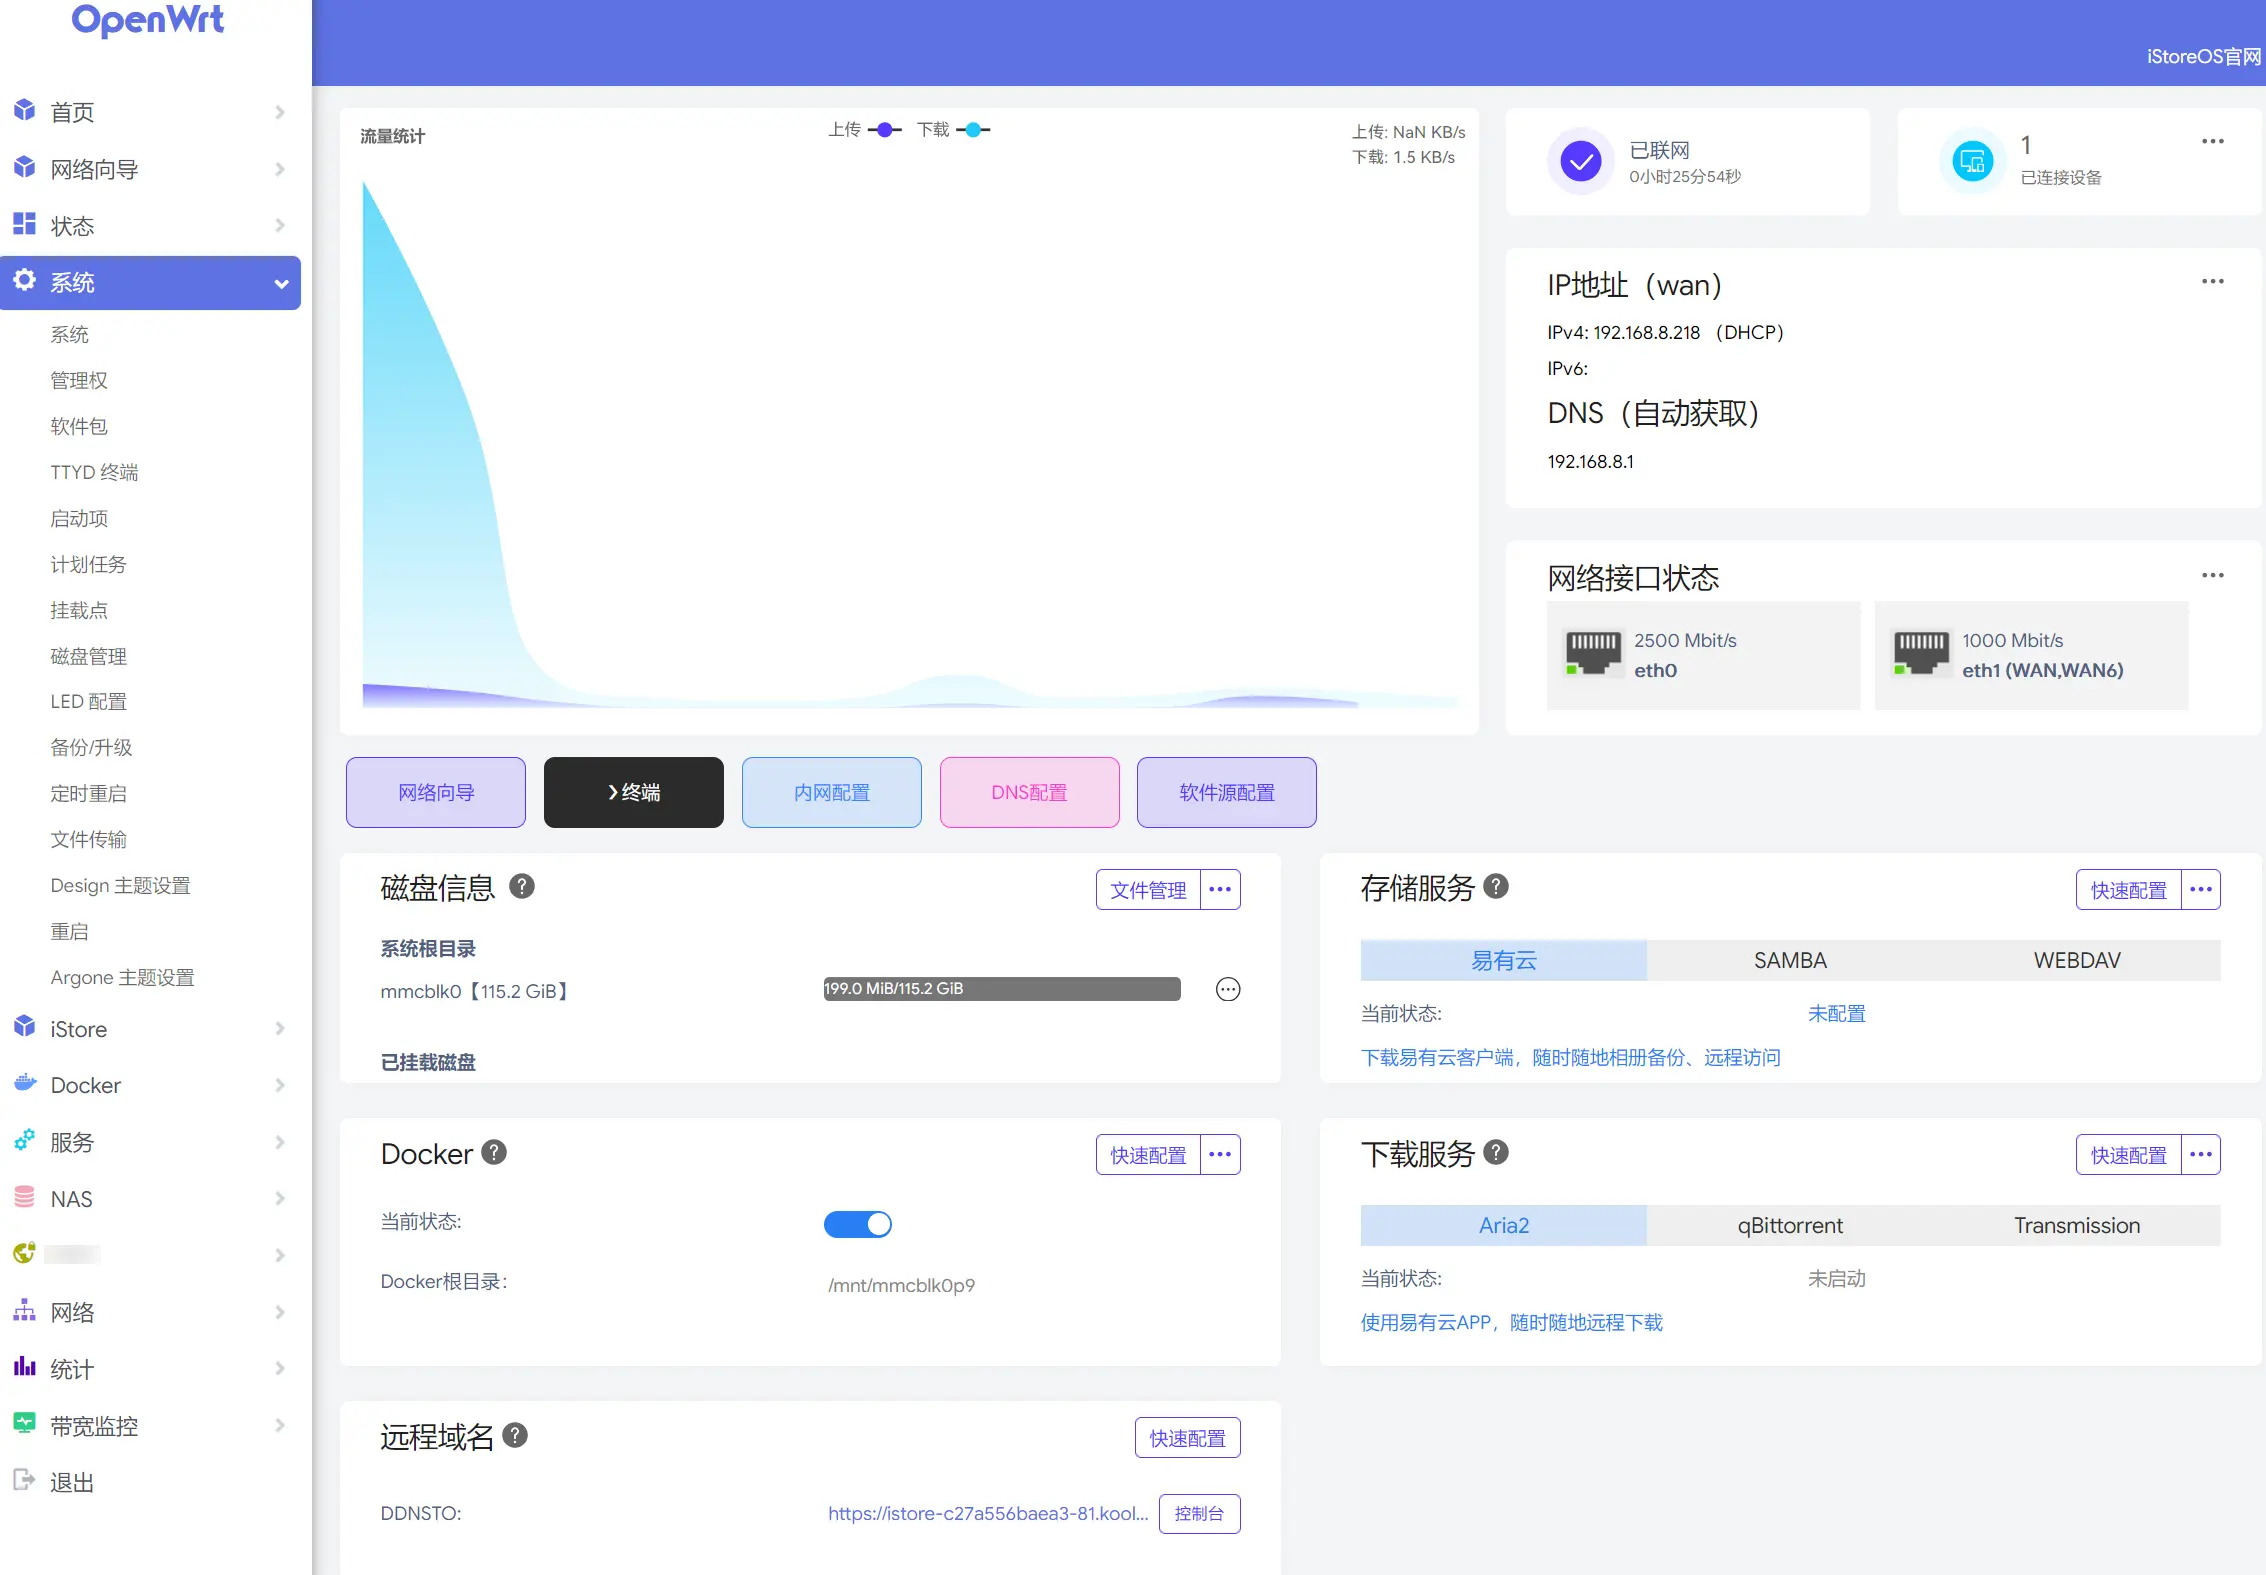 OpenWrt
首页
网络向导
状态
系统
系统
管理权
软件包
TTYD 终端
启动项
计划任务
挂载点
磁盘管理
LED 配置
备份/升级
定时重启
文件传输
Design 主题设置
重启
Argone 主题设置
iStore
Docker
服务
NAS
网络
统计
带宽监控
退出
iStoreOS官网
流量统计
上传 下载
上传: NaN KB/s
下载: 1.5 KB/s
已联网
0小时25分54秒
1
已连接设备
IP地址（wan）
IPv4: 192.168.8.218 （DHCP）
IPv6:
DNS（自动获取）
192.168.8.1
网络接口状态
2500 Mbit/s
eth0
1000 Mbit/s
eth1 (WAN,WAN6)
网络向导
终端
内网配置
DNS配置
软件源配置
磁盘信息
文件管理
系统根目录
mmcblk0【115.2 GiB】
199.0 MiB/115.2 GiB
已挂载磁盘
存储服务
快速配置
易有云 SAMBA WEBDAV
当前状态: 未配置
下载易有云客户端，随时随地相册备份、远程访问
Docker
快速配置
当前状态:
Docker根目录: /mnt/mmcblk0p9
下载服务
快速配置
Aria2 qBittorrent Transmission
当前状态: 未启动
使用易有云APP，随时随地远程下载
远程域名
快速配置
DDNSTO: https://istore-c27a556baea3-81.kool... 控制台